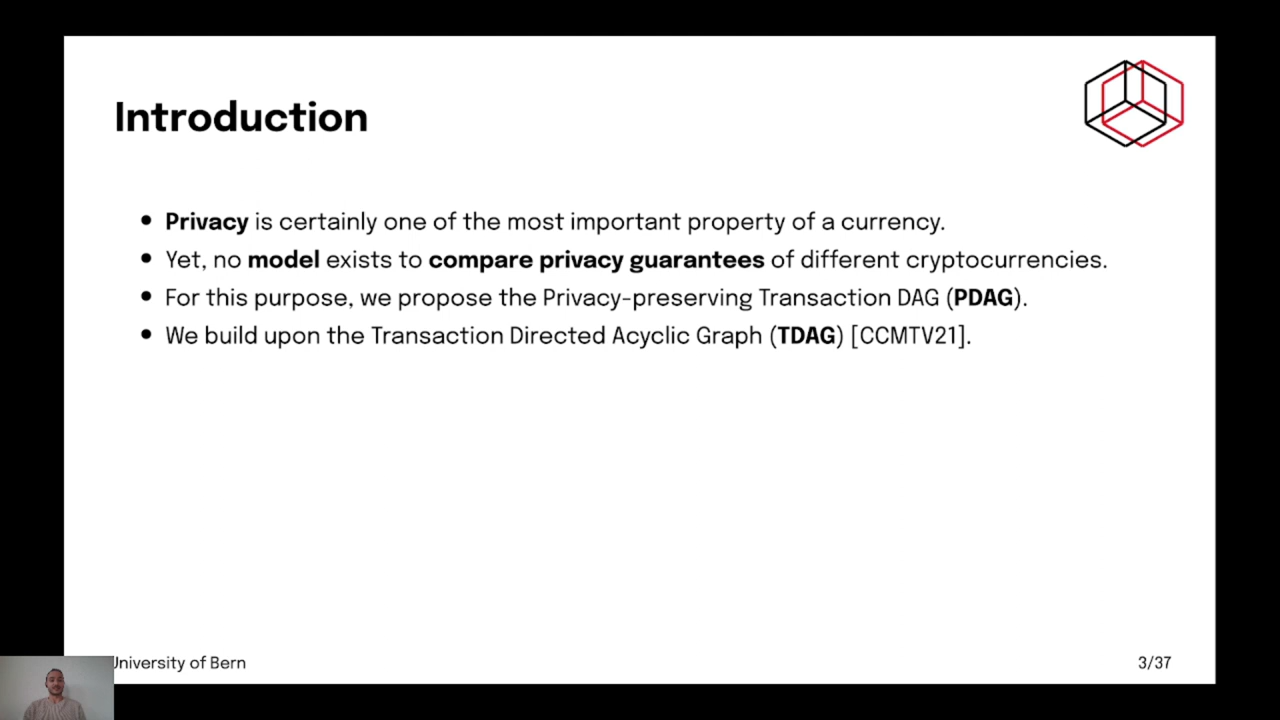 Introduction
• Privacy is certainly one of the most important property of a currency.
• Yet, no model exists to compare privacy guarantees of different cryptocurrencies.
• For this purpose, we propose the Privacy-preserving Transaction DAG (PDAG).
• We build upon the Transaction Directed Acyclic Graph (TDAG) [CCMTV21].
University of Bern
3/37